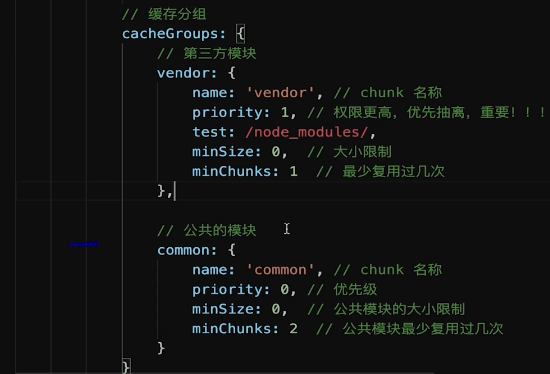 // 缓存分组
cacheGroups: {
// 第三方模块
vendor: {
name: 'vendor', // chunk 名称
priority: 1, // 权限更高，优先抽离，重要！！！
test: /node_modules/,
minSize: 0,  // 大小限制
minChunks: 1  // 最少复用过几次
},
// 公共的模块
common: {
name: 'common', // chunk 名称
priority: 0, // 优先级
minSize: 0,  // 公共模块的大小限制
minChunks: 2  // 公共模块最少复用过几次
}
}